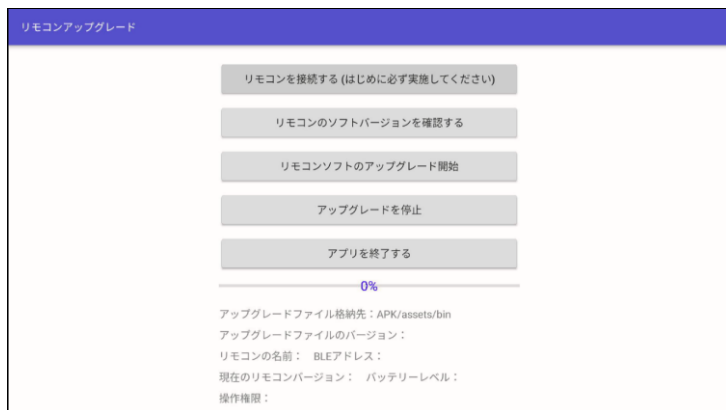 リモコンアップグレード
リモコンを接続する (はじめに必ず実施してください)
リモコンのソフトバージョンを確認する
リモコンソフトのアップグレード開始
アップグレードを停止
アプリを終了する
0%
アップグレードファイル格納先：APK/assets/bin
アップグレードファイルのバージョン：
リモコンの名前： BLEアドレス：
現在のリモコンバージョン： バッテリーレベル：
操作権限：